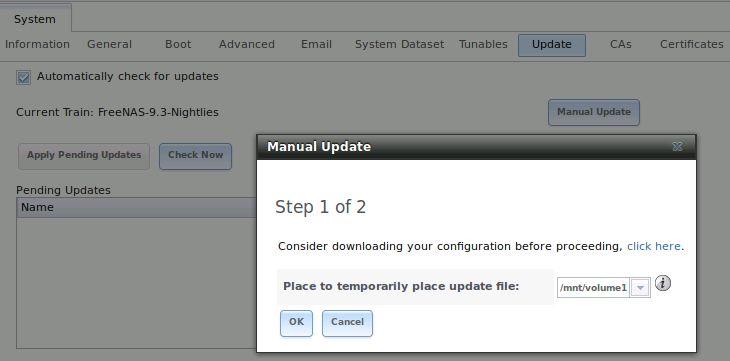 System
Information General Boot Advanced Email System Dataset Tunables Update CAs Certificates
Automatically check for updates
Current Train: FreeNAS-9.3-Nightlies Manual Update
Apply Pending Updates Check Now
Pending Updates
Name
Manual Update
Step 1 of 2
Consider downloading your configuration before proceeding, click here.
Place to temporarily place update file: /mnt/volume1
OK Cancel